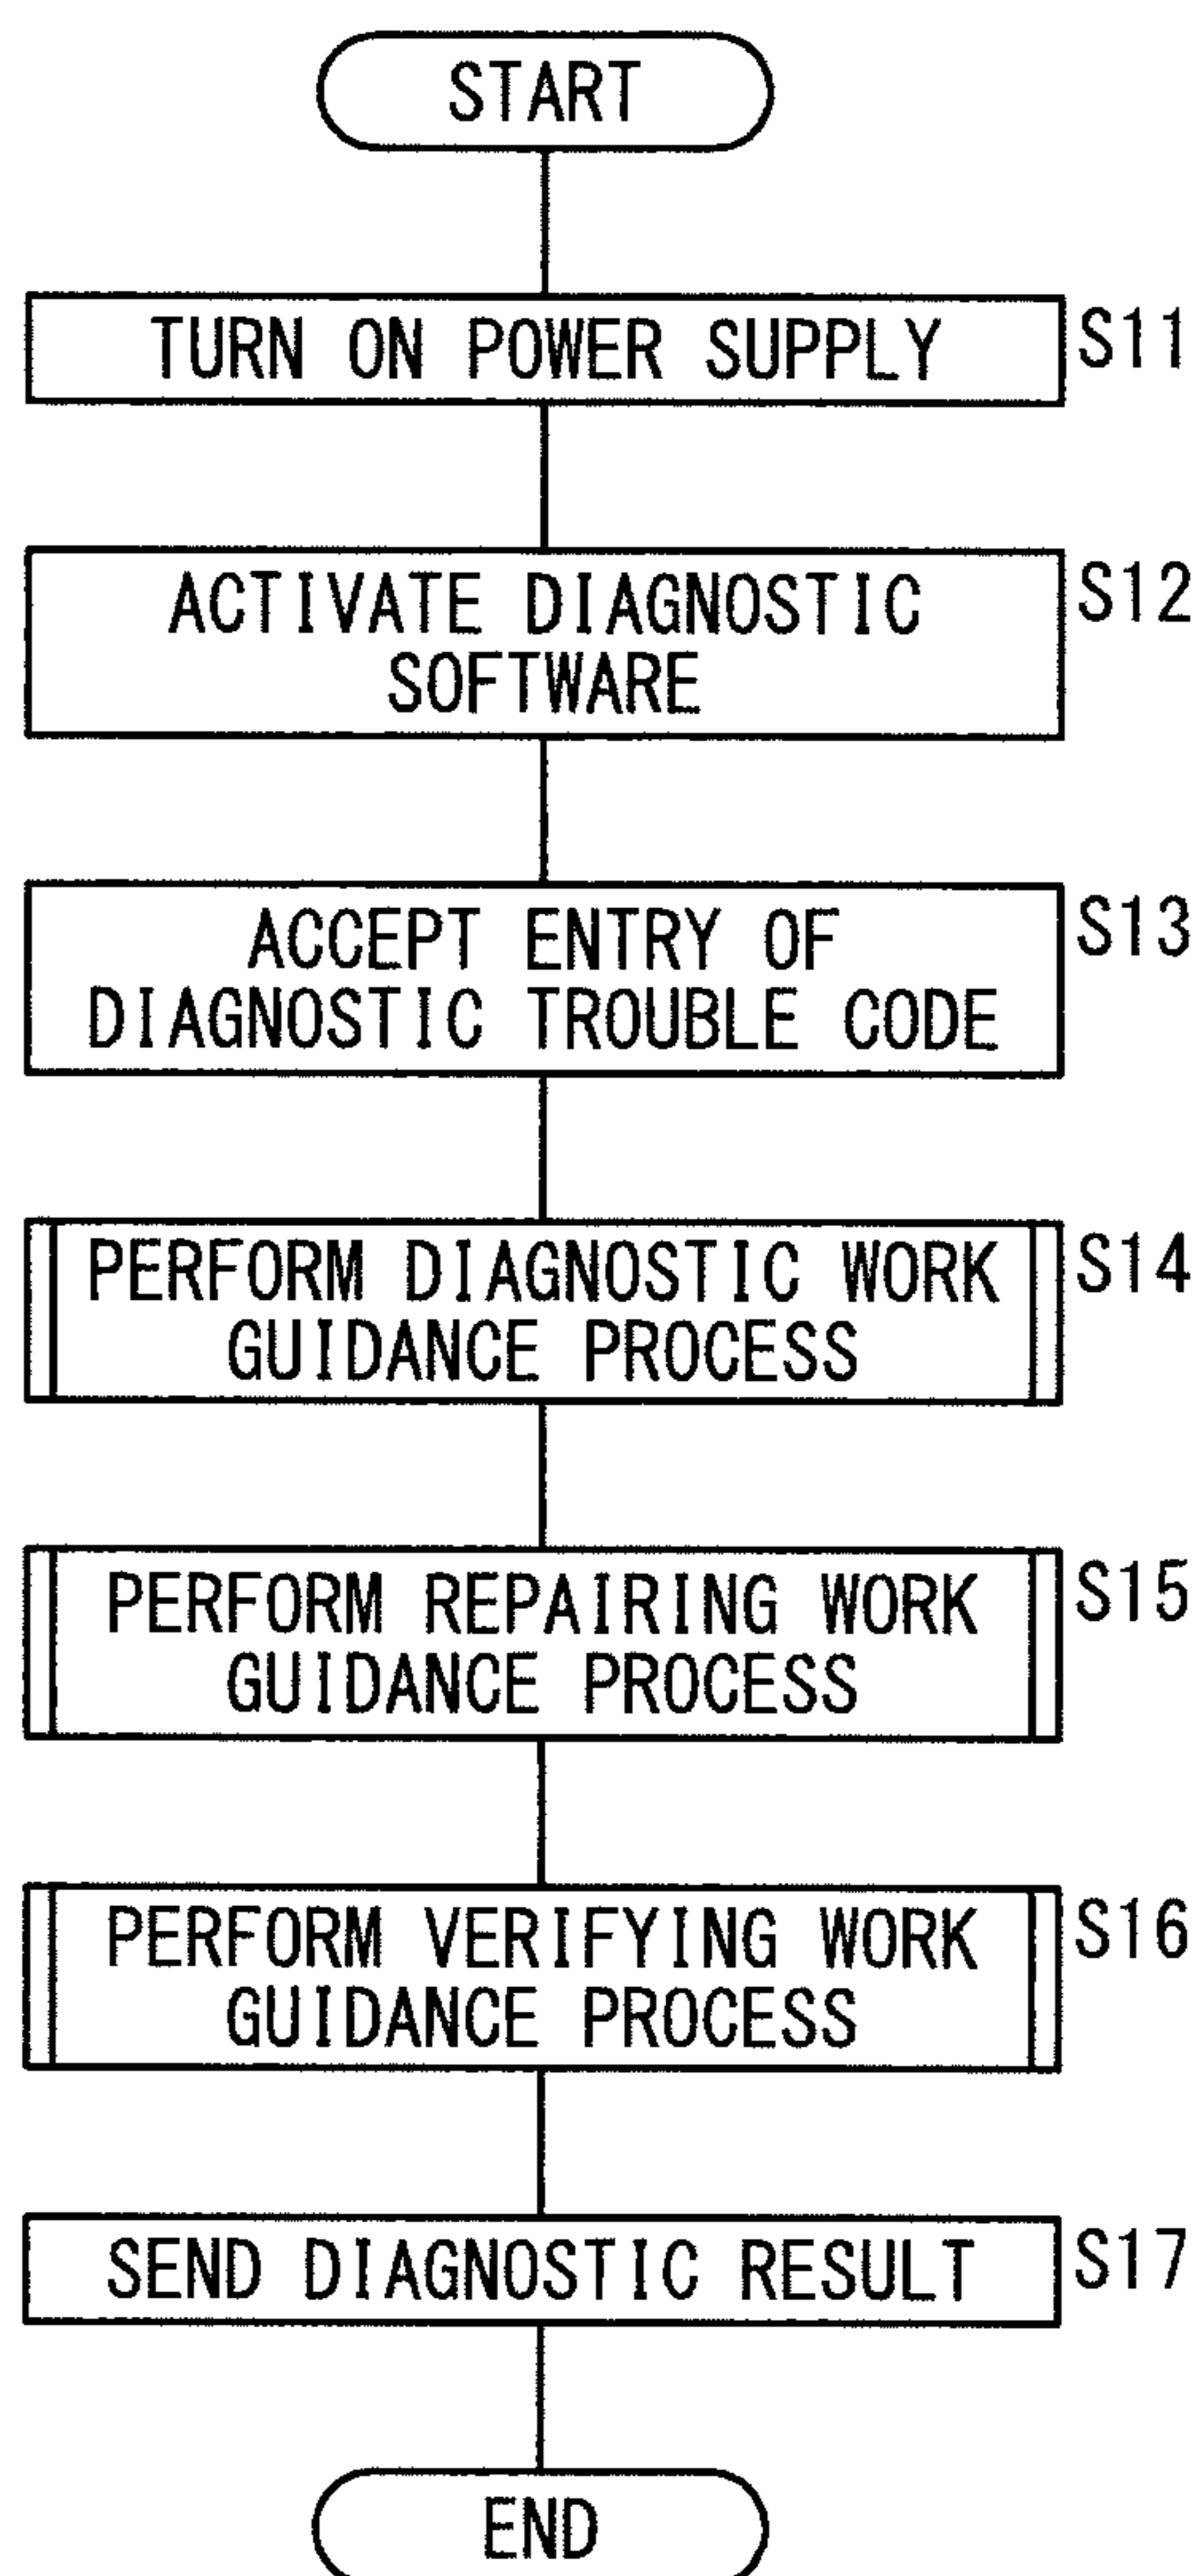 START
TURN ON POWER SUPPLY S11
ACTIVATE DIAGNOSTIC S12
SOFTWARE
ACCEPT ENTRY OF S13
DIAGNOSTIC TROUBLE CODE
PERFORM DIAGNOSTIC WORK S14
GUIDANCE PROCESS
PERFORM REPAIRING WORK S15
GUIDANCE PROCESS
PERFORM VERIFYING WORK S16
GUIDANCE PROCESS
SEND DIAGNOSTIC RESULT S17
END